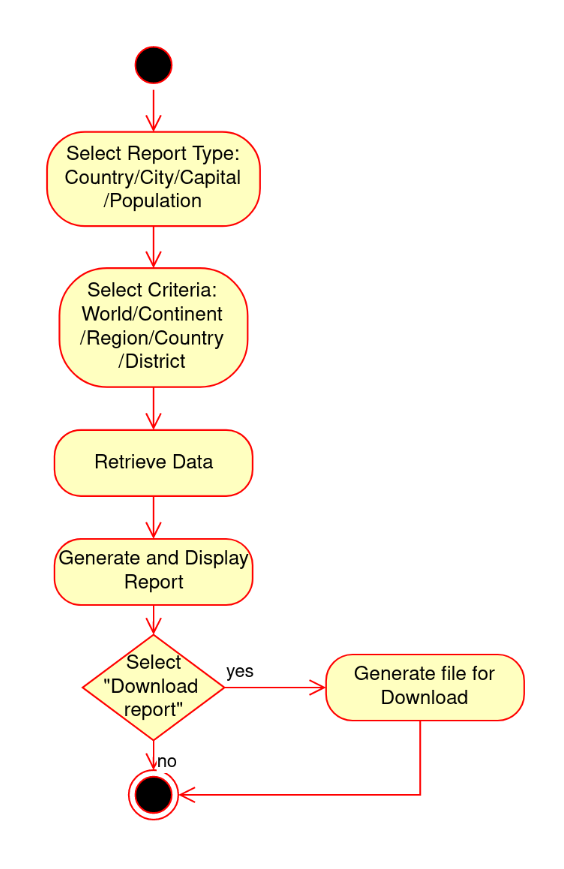 Select Report Type:
Country/City/Capital
/Population
Select Criteria:
World/Continent
/Region/Country
/District
Retrieve Data
Generate and Display
Report
Select
"Download
report"
yes
Generate file for
Download
no